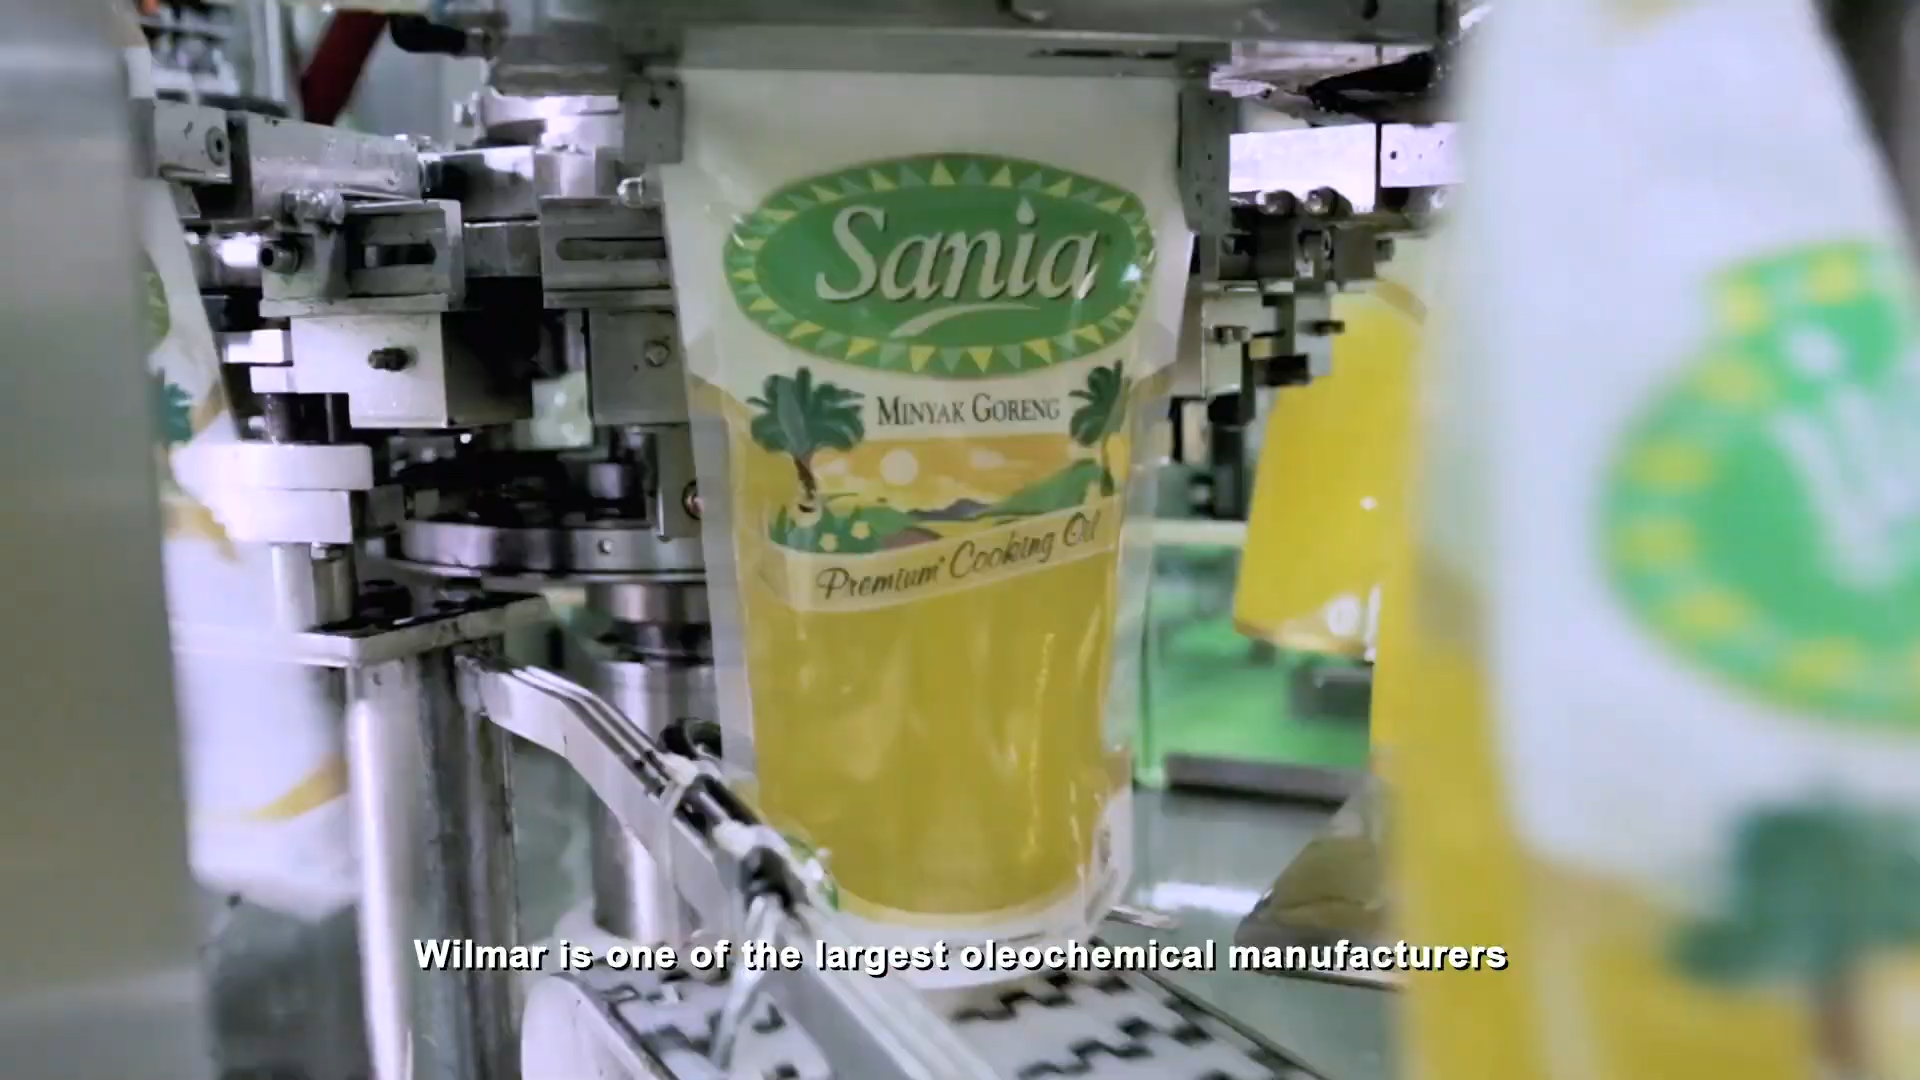 Sania
MINYAK GORENG
Premium Cooking Oil
Wilmar is one of the largest oleochemical manufacturers